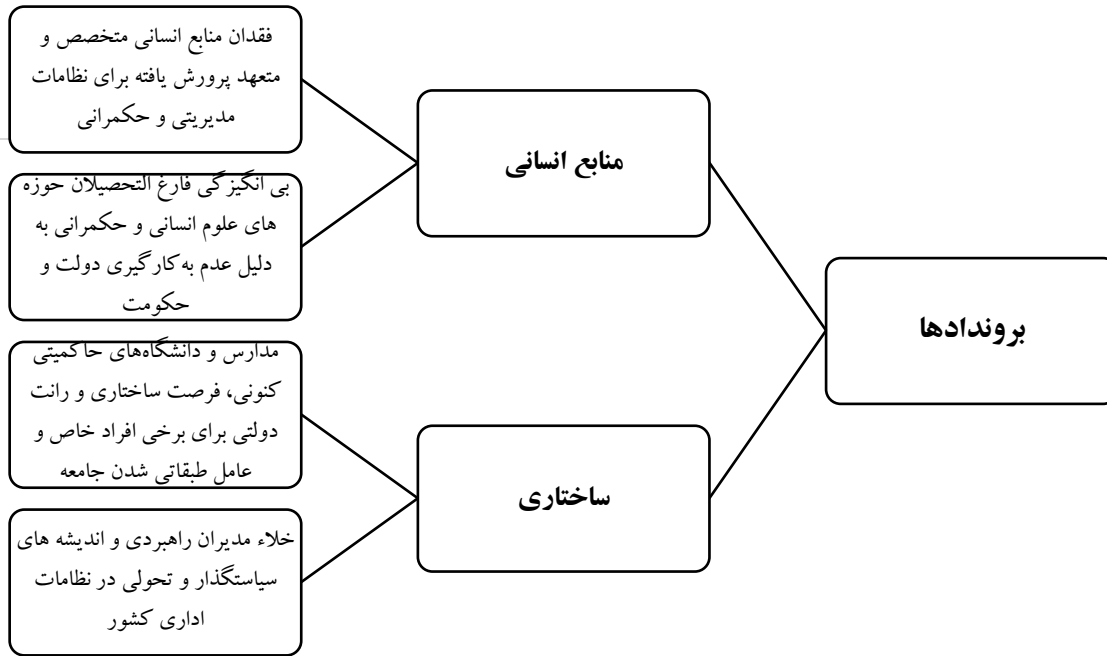 بروندادها
منابع انسانی
فقدان منابع انسانی متخصص و
متعهد پرورش یافته برای نظامات
مدیریتی و حکمرانی
بی انگیزگی فارغ التحصیلان حوزه
های علوم انسانی و حکمرانی به
دلیل عدم به‌کارگیری دولت و
حکومت
ساختاری
مدارس و دانشگاه‌های حاکمیتی
کنونی، فرصت ساختاری و رانت
دولتی برای برخی افراد خاص و
عامل طبقاتی شدن جامعه
خلاء مدیران راهبردی و اندیشه های
سیاستگذار و تحولی در نظامات
اداری کشور